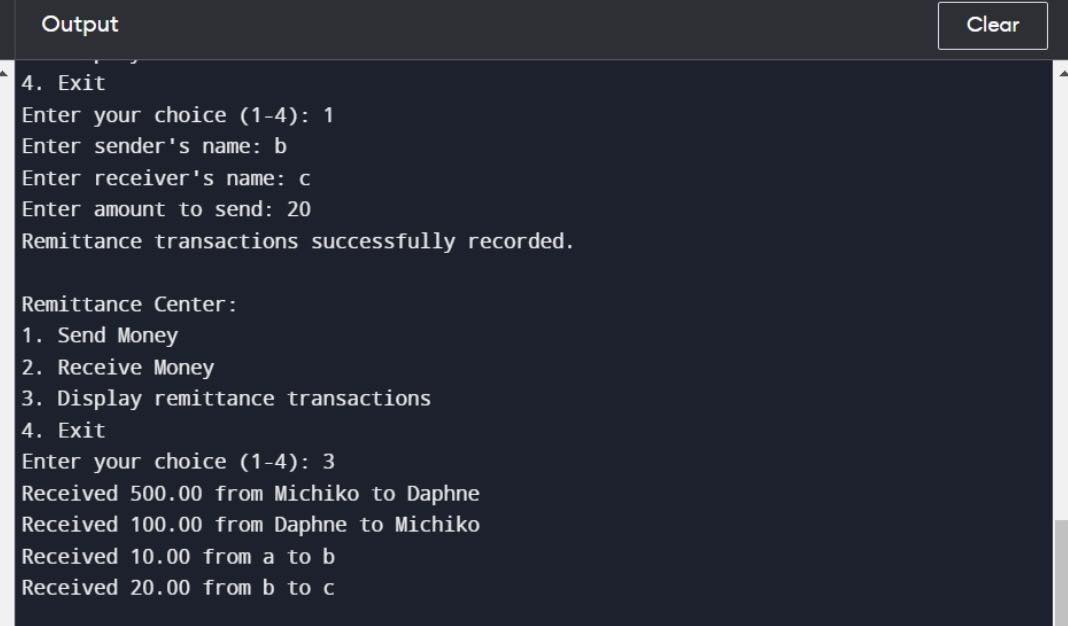 Output
Clear
4. Exit
Enter your choice (1-4): 1
Enter sender's name: b
Enter receiver's name: c
Enter amount to send: 20
Remittance transactions successfully recorded.
Remittance Center:
1. Send Money
2. Receive Money
3. Display remittance transactions
4. Exit
Enter your choice (1-4): 3
Received 500.00 from Michiko to Daphne
Received 100.00 from Daphne to Michiko
Received 10.00 from a to b
Received 20.00 from b to c